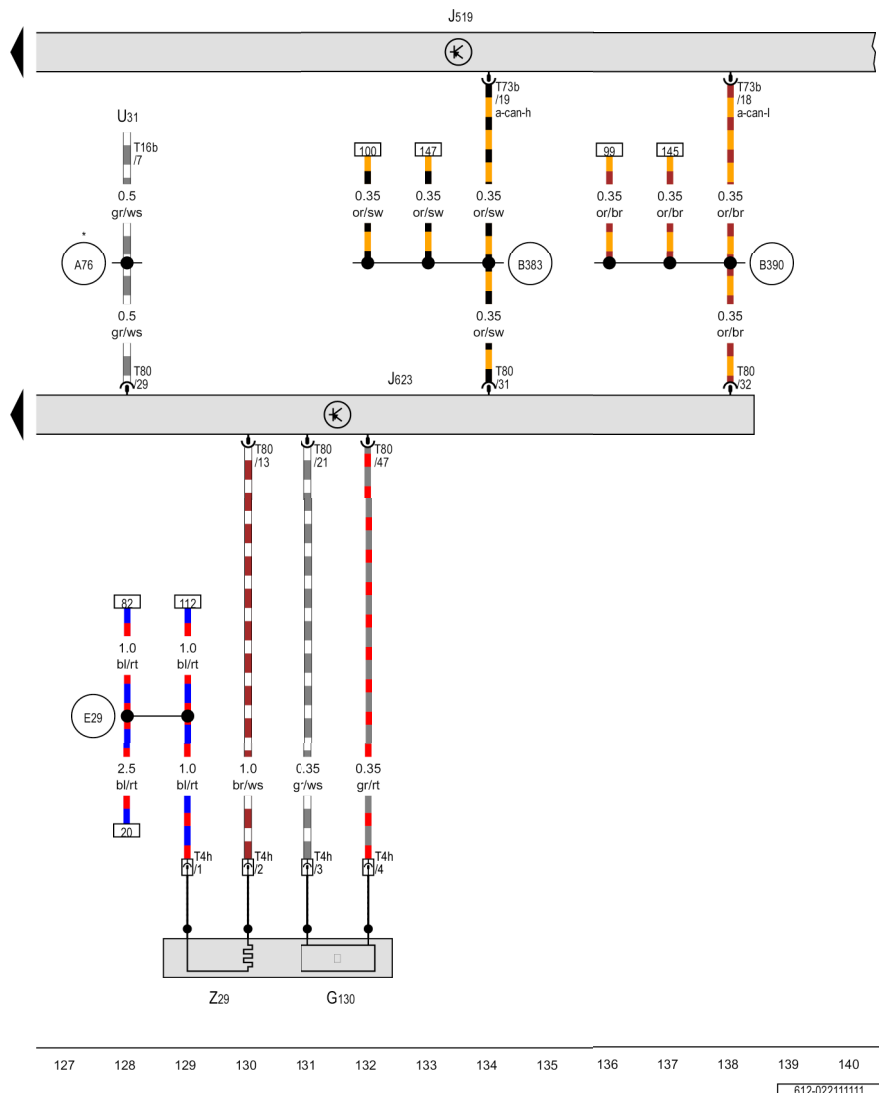 J519
T73b
/19
a-can-h
T73b
/18
a-can-l
U31
T16b
/7
100
147
99
145
0.5
gr/ws
0.35
or/sw
0.35
or/sw
0.35
or/sw
0.35
or/br
0.35
or/br
0.35
or/br
*
A76
B383
B390
0.5
gr/ws
0.35
or/sw
0.35
or/br
T80
/29
J623
T80
/31
T80
/32
T80
/13
T80
/21
T80
/47
82
112
1.0
bl/rt
1.0
bl/rt
E29
2.5
bl/rt
1.0
bl/rt
1.0
br/ws
0.35
gr/ws
0.35
gr/rt
20
T4h
/1
T4h
/2
T4h
/3
T4h
/4
Z29
G130
127 128 129 130 131 132 133 134 135 136 137 138 139 140
612-022111111